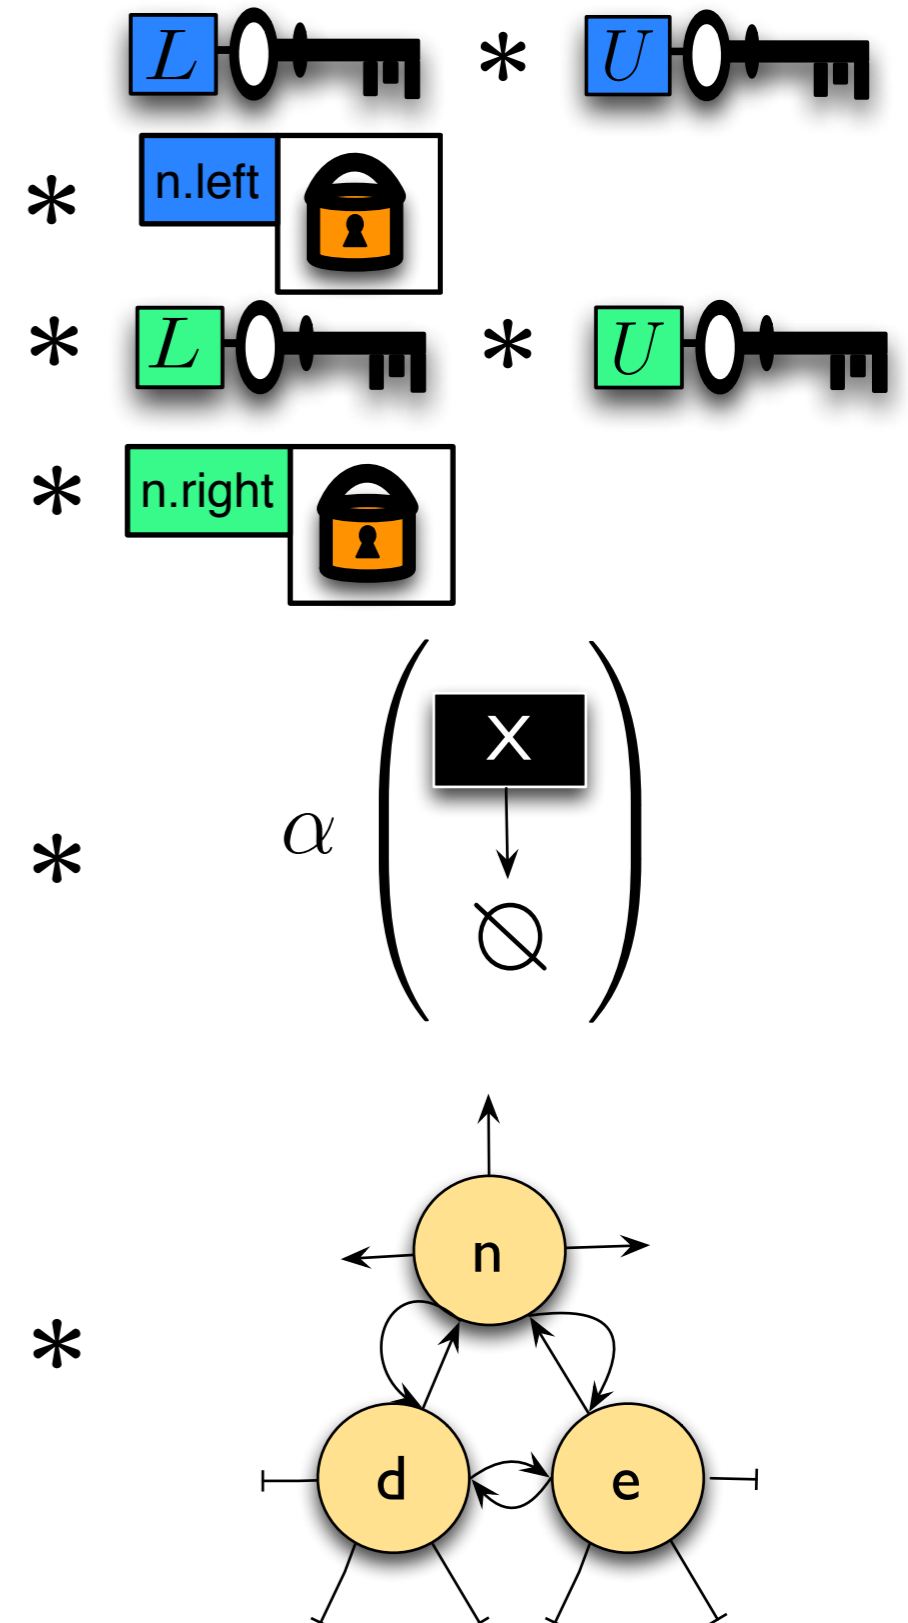 L * U
* n.left
* L * U
* n.right
* α ( X
∅ )
n
*
d e